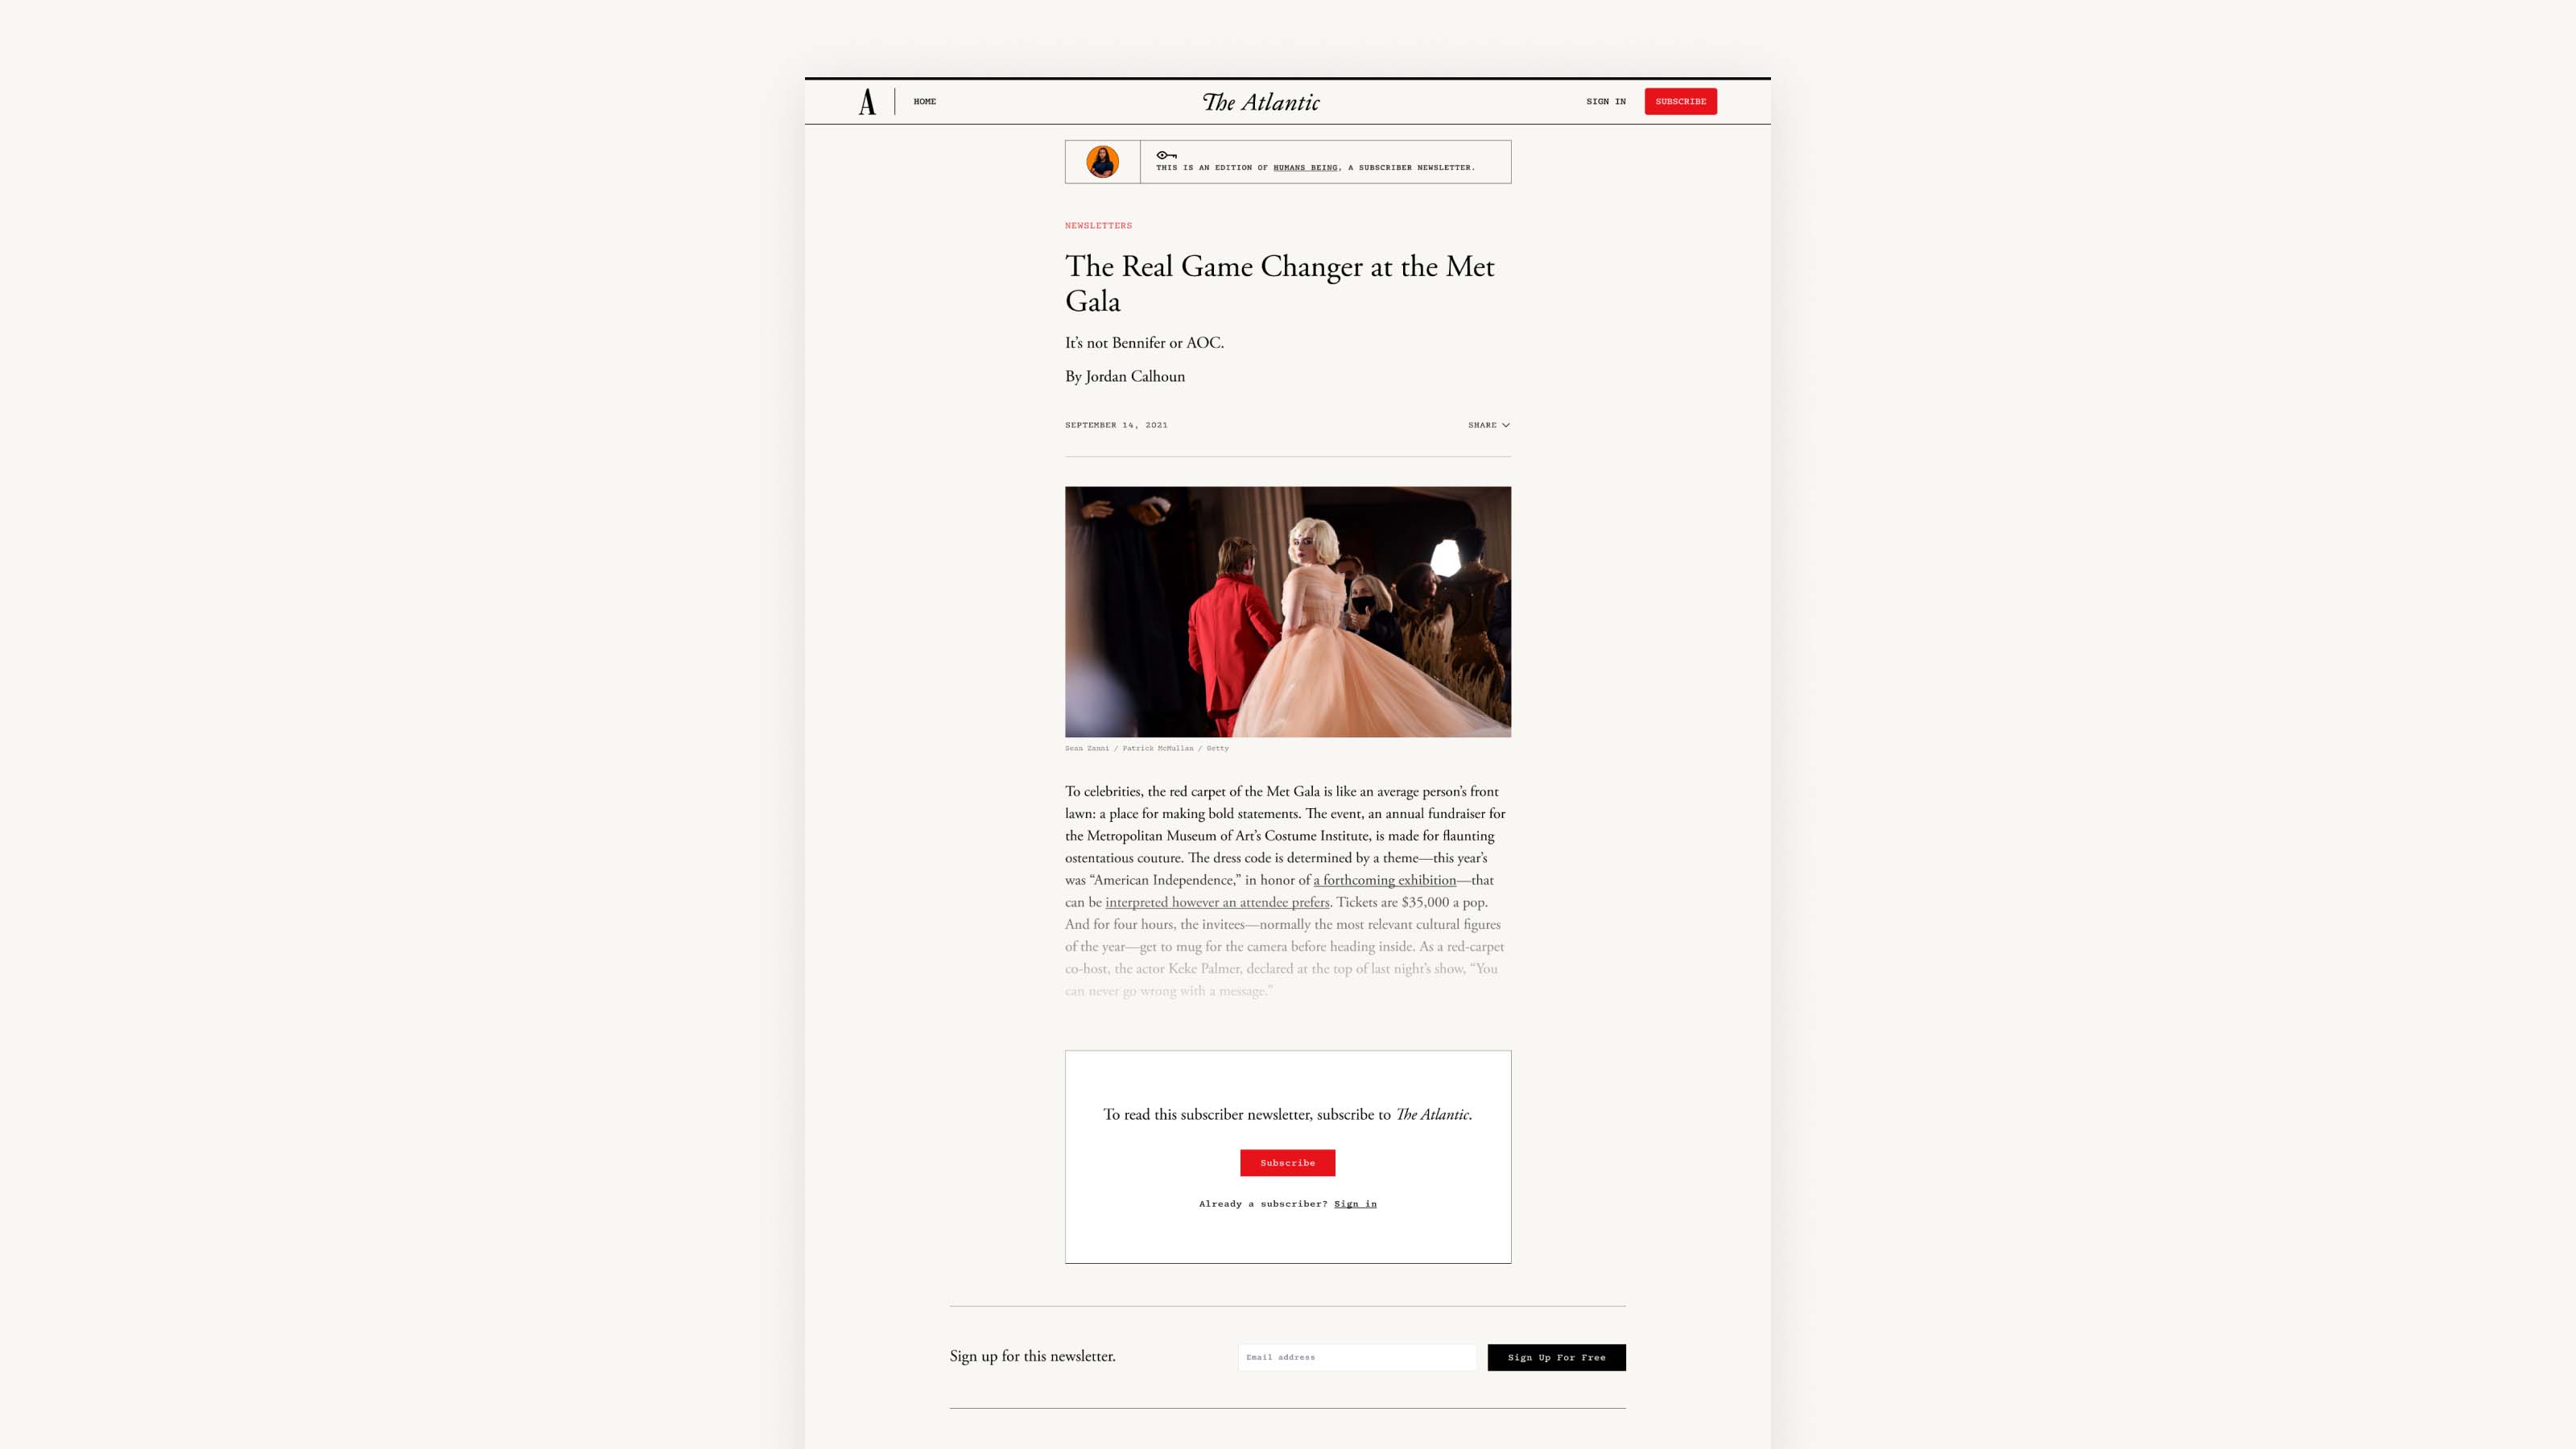 A
HOME
The Atlantic
SIGN IN
SUBSCRIBE
THIS IS AN EDITION OF HUMANS BEING, A SUBSCRIBER NEWSLETTER.
NEWSLETTERS
The Real Game Changer at the Met
Gala
It’s not Bennifer or AOC.
By Jordan Calhoun
SEPTEMBER 14, 2021
SHARE
Sean Zanni / Patrick McMullan / Getty
To celebrities, the red carpet of the Met Gala is like an average person’s front
lawn: a place for making bold statements. The event, an annual fundraiser for
the Metropolitan Museum of Art’s Costume Institute, is made for flaunting
ostentatious couture. The dress code is determined by a theme—this year’s
was “American Independence,” in honor of a forthcoming exhibition—that
can be interpreted however an attendee prefers. Tickets are $35,000 a pop.
And for four hours, the invitees—normally the most relevant cultural figures
of the year—get to mug for the camera before heading inside. As a red-carpet
co-host, the actor Keke Palmer, declared at the top of last night’s show, “You
can never go wrong with a message.”
To read this subscriber newsletter, subscribe to The Atlantic.
Subscribe
Already a subscriber? Sign in
Sign up for this newsletter.
Email address
Sign Up For Free